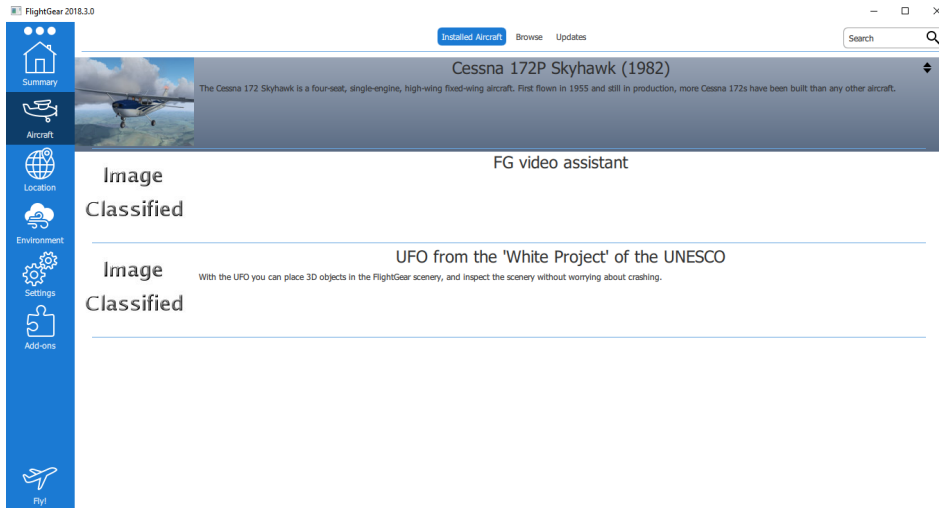 FlightGear 2018.3.0
Installed Aircraft Browse Updates
Search
Summary
Aircraft
Location
Environment
Settings
Add-ons
Fly!
Cessna 172P Skyhawk (1982)
The Cessna 172 Skyhawk is a four-seat, single-engine, high-wing fixed-wing aircraft. First flown in 1955 and still in production, more Cessna 172s have been built than any other aircraft.
Image
Classified
FG video assistant
Image
Classified
UFO from the 'White Project' of the UNESCO
With the UFO you can place 3D objects in the FlightGear scenery, and inspect the scenery without worrying about crashing.